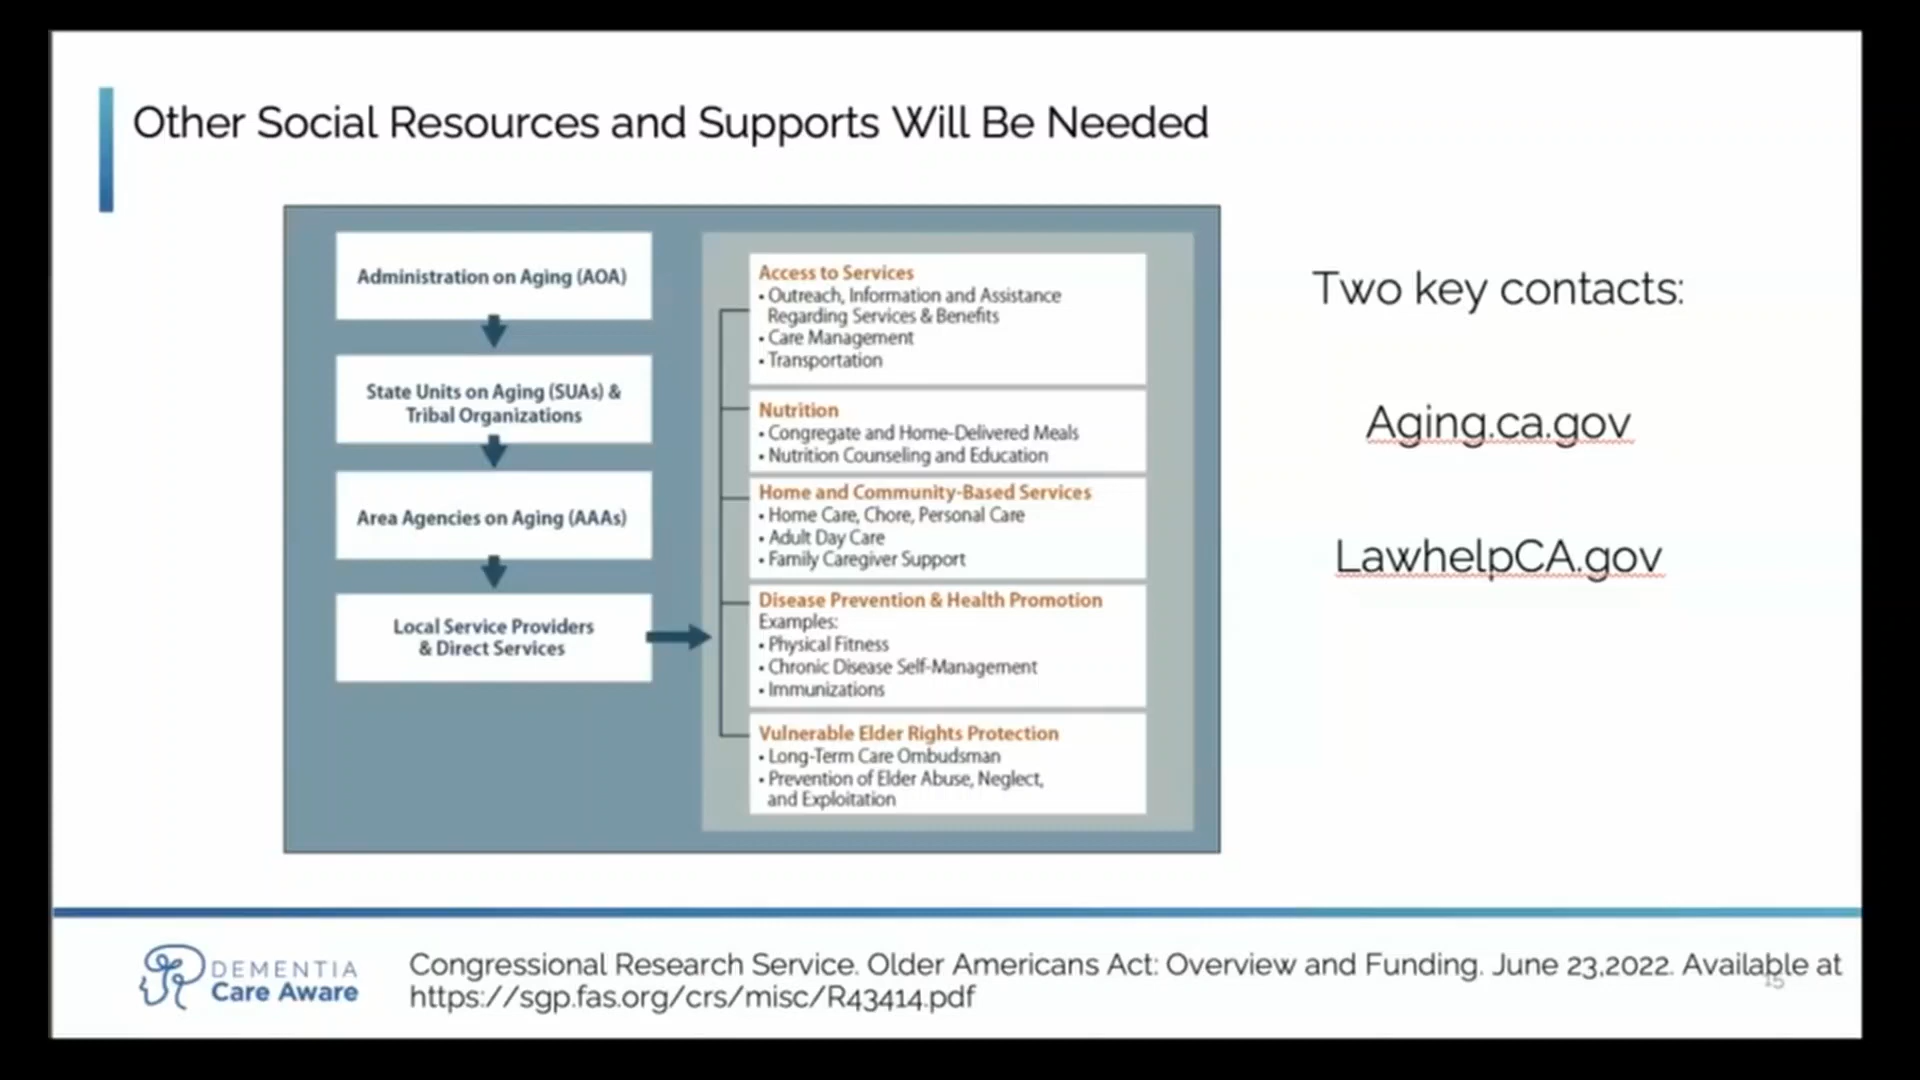 Other Social Resources and Supports Will Be Needed
Administration on Aging (AOA)
State Units on Aging (SUAs) &
Tribal Organizations
Area Agencies on Aging (AAAs)
Local Service Providers
& Direct Services
Access to Services
• Outreach, Information and Assistance
Regarding Services & Benefits
• Care Management
• Transportation
Nutrition
• Congregate and Home-Delivered Meals
• Nutrition Counseling and Education
Home and Community-Based Services
• Home Care, Chore, Personal Care
• Adult Day Care
• Family Caregiver Support
Disease Prevention & Health Promotion
Examples:
• Physical Fitness
• Chronic Disease Self-Management
• Immunizations
Vulnerable Elder Rights Protection
• Long-Term Care Ombudsman
• Prevention of Elder Abuse, Neglect,
and Exploitation
Two key contacts:
Aging.ca.gov
LawhelpCA.gov
DEMENTIA
Care Aware
Congressional Research Service. Older Americans Act: Overview and Funding. June 23,2022. Available at
https://sgp.fas.org/crs/misc/R43414.pdf
15